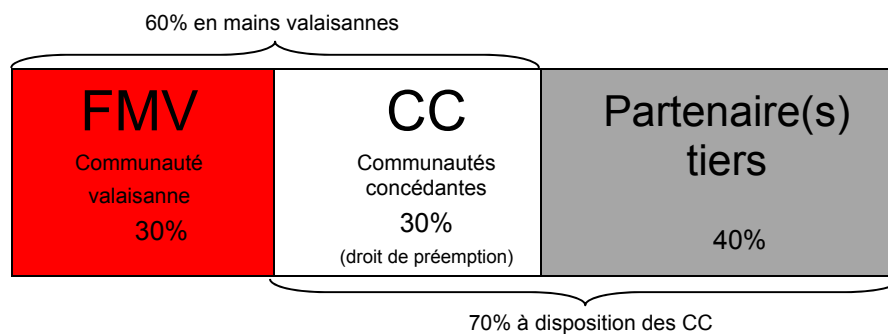 60% en mains valaisannes
FMV
Communauté
valaisanne
30%
CC
Communautés
concédantes
30%
(droit de préemption)
Partenaire(s)
tiers
40%
70% à disposition des CC